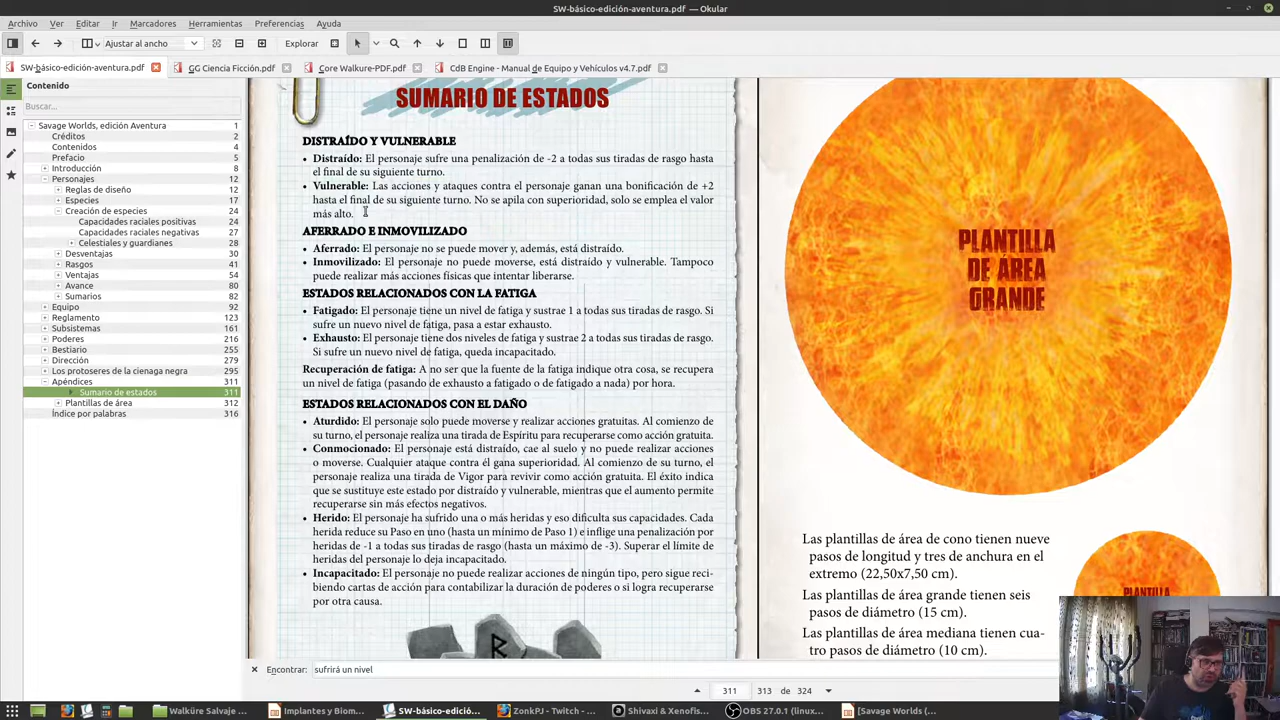 SW-básico-edición-aventura.pdf — Okular
Archivo Ver Editar Ir Marcadores Herramientas Preferencias Ayuda
Ajustar al ancho Explorar
SW-básico-edición-aventura.pdf GG Ciencia Ficción.pdf Core Walkure-PDF.pdf CdB Engine - Manual de Equipo y Vehículos v4.7.pdf
Contenido
Buscar...
Savage Worlds, edición Aventura 1
Créditos 2
Contenidos 4
Prefacio 5
Introducción 8
Personajes 12
Reglas de diseño 12
Especies 17
Creación de especies 24
Capacidades raciales positivas 24
Capacidades raciales negativas 27
Celestiales y guardianes 28
Desventajas 30
Rasgos 41
Ventajas 54
Avance 80
Sumarios 82
Equipo 92
Reglamento 123
Subsistemas 161
Poderes 216
Bestiario 255
Dirección 279
Los protoseres de la cienaga negra 295
Apéndices 311
Sumario de estados 311
Plantillas de área 312
Índice por palabras 316
SUMARIO DE ESTADOS
DISTRAÍDO Y VULNERABLE
• Distraído: El personaje sufre una penalización de -2 a todas sus tiradas de rasgo hasta
el final de su siguiente turno.
• Vulnerable: Las acciones y ataques contra el personaje ganan una bonificación de +2
hasta el final de su siguiente turno. No se apila con superioridad, solo se emplea el valor
más alto.
AFERRADO E INMOVILIZADO
• Aferrado: El personaje no se puede mover y, además, está distraído.
• Inmovilizado: El personaje no puede moverse, está distraído y vulnerable. Tampoco
puede realizar más acciones físicas que intentar liberarse.
ESTADOS RELACIONADOS CON LA FATIGA
• Fatigado: El personaje tiene un nivel de fatiga y sustrae 1 a todas sus tiradas de rasgo. Si
sufre un nuevo nivel de fatiga, pasa a estar exhausto.
• Exhausto: El personaje tiene dos niveles de fatiga y sustrae 2 a todas sus tiradas de rasgo.
Si sufre un nuevo nivel de fatiga, queda incapacitado.
Recuperación de fatiga: A no ser que la fuente de la fatiga indique otra cosa, se recupera
un nivel de fatiga (pasando de exhausto a fatigado o de fatigado a nada) por hora.
ESTADOS RELACIONADOS CON EL DAÑO
• Aturdido: El personaje solo puede moverse y realizar acciones gratuitas. Al comienzo de
su turno, el personaje realiza una tirada de Espíritu para recuperarse como acción gratuita.
• Conmocionado: El personaje está distraído, cae al suelo y no puede realizar acciones
o moverse. Cualquier ataque contra él gana superioridad. Al comienzo de su turno, el
personaje realiza una tirada de Vigor para revivir como acción gratuita. El éxito indica
que se sustituye este estado por distraído y vulnerable, mientras que el aumento permite
recuperarse sin más efectos negativos.
• Herido: El personaje ha sufrido una o más heridas y eso dificulta sus capacidades. Cada
herida reduce su Paso en uno (hasta un mínimo de Paso 1) e inflige una penalización por
heridas de -1 a todas sus tiradas de rasgo (hasta un máximo de -3). Superar el límite de
heridas del personaje lo deja incapacitado.
• Incapacitado: El personaje no puede realizar acciones de ningún tipo, pero sigue reci-
biendo cartas de acción para contabilizar la duración de poderes o si logra recuperarse
por otra causa.
PLANTILLA
DE ÁREA
GRANDE
Las plantillas de área de cono tienen nueve
pasos de longitud y tres de anchura en el
extremo (22,50x7,50 cm).
Las plantillas de área grande tienen seis
pasos de diámetro (15 cm).
Las plantillas de área mediana tienen cua-
tro pasos de diámetro (10 cm).
PLANTILLA
Encontrar: sufrirá un nivel
311 313 de 324
Walküre Salvaje Implantes y Biom... SW-básico-edició... ZonkPJ - Twitch - ... Shivaxi & Xenofis... OBS 27.0.1 (linux... [Savage Worlds (...